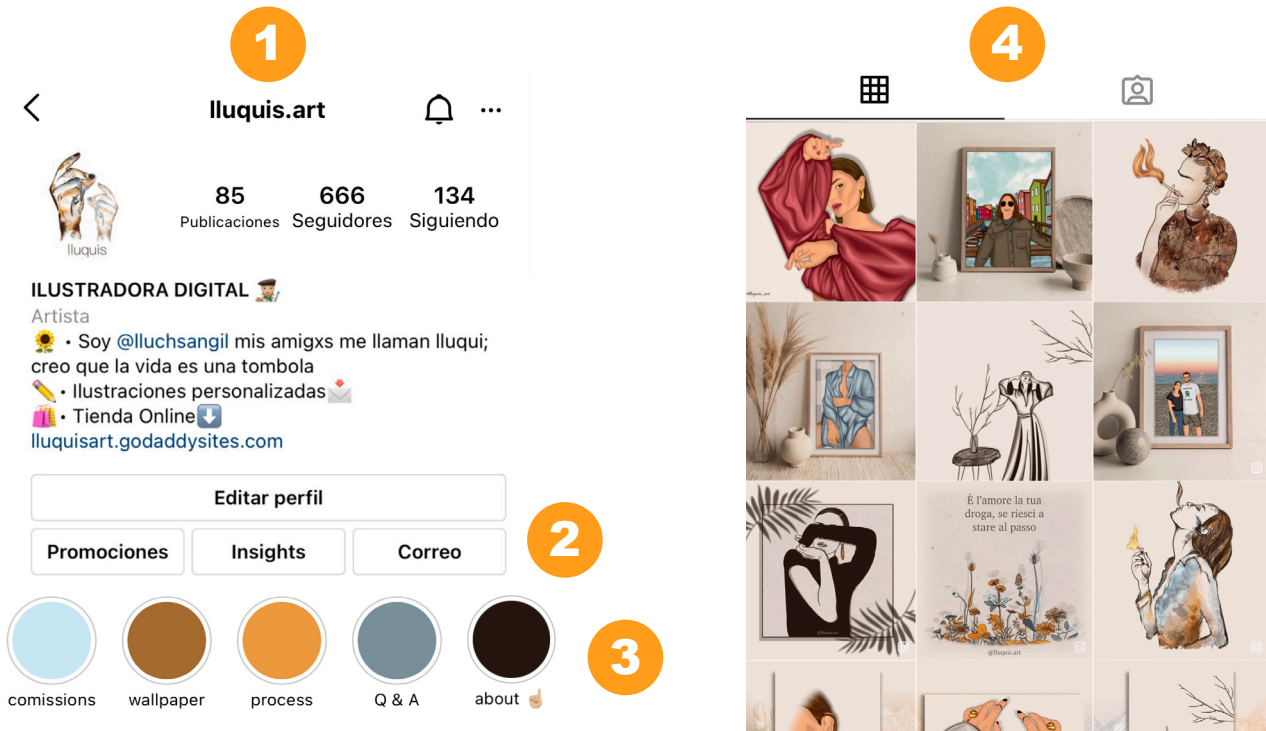 1
lluquis.art
lluquis
85 666 134
Publicaciones Seguidores Siguiendo
ILUSTRADORA DIGITAL
Artista
• Soy @lluchsangil mis amigxs me llaman lluqui;
creo que la vida es una tombola
• Ilustraciones personalizadas
• Tienda Online
lluquisart.godaddysites.com
Editar perfil
Promociones Insights Correo
2
comissions wallpaper process Q & A about
3
4
È l'amore la tua
droga, se riesci a
stare al passo
@lluquis.art